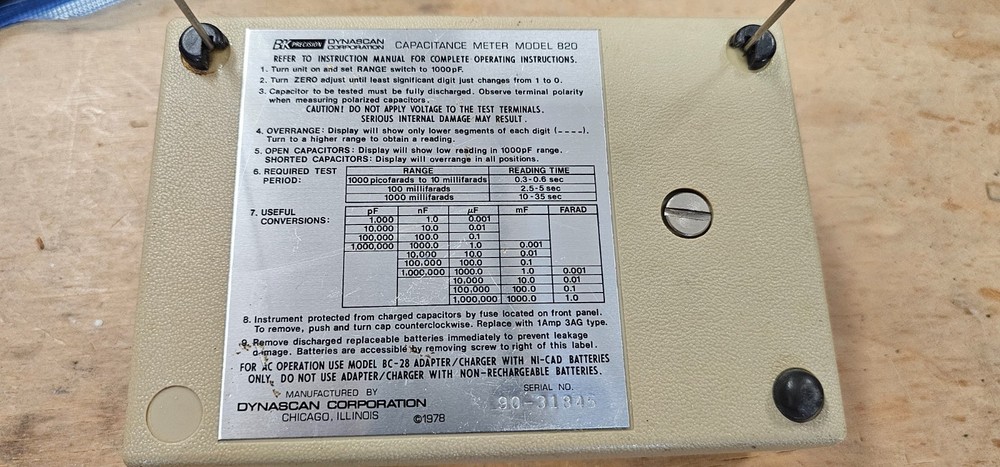 BK PRECISION DYNASCAN CORPORATION CAPACITANCE METER MODEL 820
REFER TO INSTRUCTION MANUAL FOR COMPLETE OPERATING INSTRUCTIONS.
1. Turn unit on and set RANGE switch to 1000pF.
2. Turn ZERO adjust until least significant digit just changes from 1 to 0.
3. Capacitor to be tested must be fully discharged. Observe terminal polarity
when measuring polarized capacitors.
CAUTION! DO NOT APPLY VOLTAGE TO THE TEST TERMINALS.
SERIOUS INTERNAL DAMAGE MAY RESULT.
4. OVERRANGE: Display will show only lower segments of each digit (----).
Turn to a higher range to obtain a reading.
5. OPEN CAPACITORS: Display will show low reading in 1000pF range.
SHORTED CAPACITORS: Display will overrange in all positions.
6. REQUIRED TEST PERIOD:
RANGE READING TIME
1000 picofarads to 10 millifarads 0.3-0.6 sec
100 millifarads 2.5-5 sec
1000 millifarads 10-35 sec
7. USEFUL CONVERSIONS:
pF nF µF mF FARAD
1,000 1.0 0.001
10,000 10.0 0.01
100,000 100.0 0.1
1,000,000 1000.0 1.0 0.001
10,000 10.0 0.01
100,000 100.0 0.1
1,000,000 1000.0 1.0 0.001
10,000 10.0 0.01
100,000 100.0 0.1
1,000,000 1000.0 1.0
8. Instrument protected from charged capacitors by fuse located on front panel.
To remove, push and turn cap counterclockwise. Replace with 1Amp 3AG type.
9. Remove discharged replaceable batteries immediately to prevent leakage
damage. Batteries are accessible by removing screw to right of this label.
FOR AC OPERATION USE MODEL BC-28 ADAPTER/CHARGER WITH NI-CAD BATTERIES
ONLY. DO NOT USE ADAPTER/CHARGER WITH NON-RECHARGEABLE BATTERIES.
MANUFACTURED BY
DYNASCAN CORPORATION
CHICAGO, ILLINOIS ©1978
SERIAL NO.
90-31845